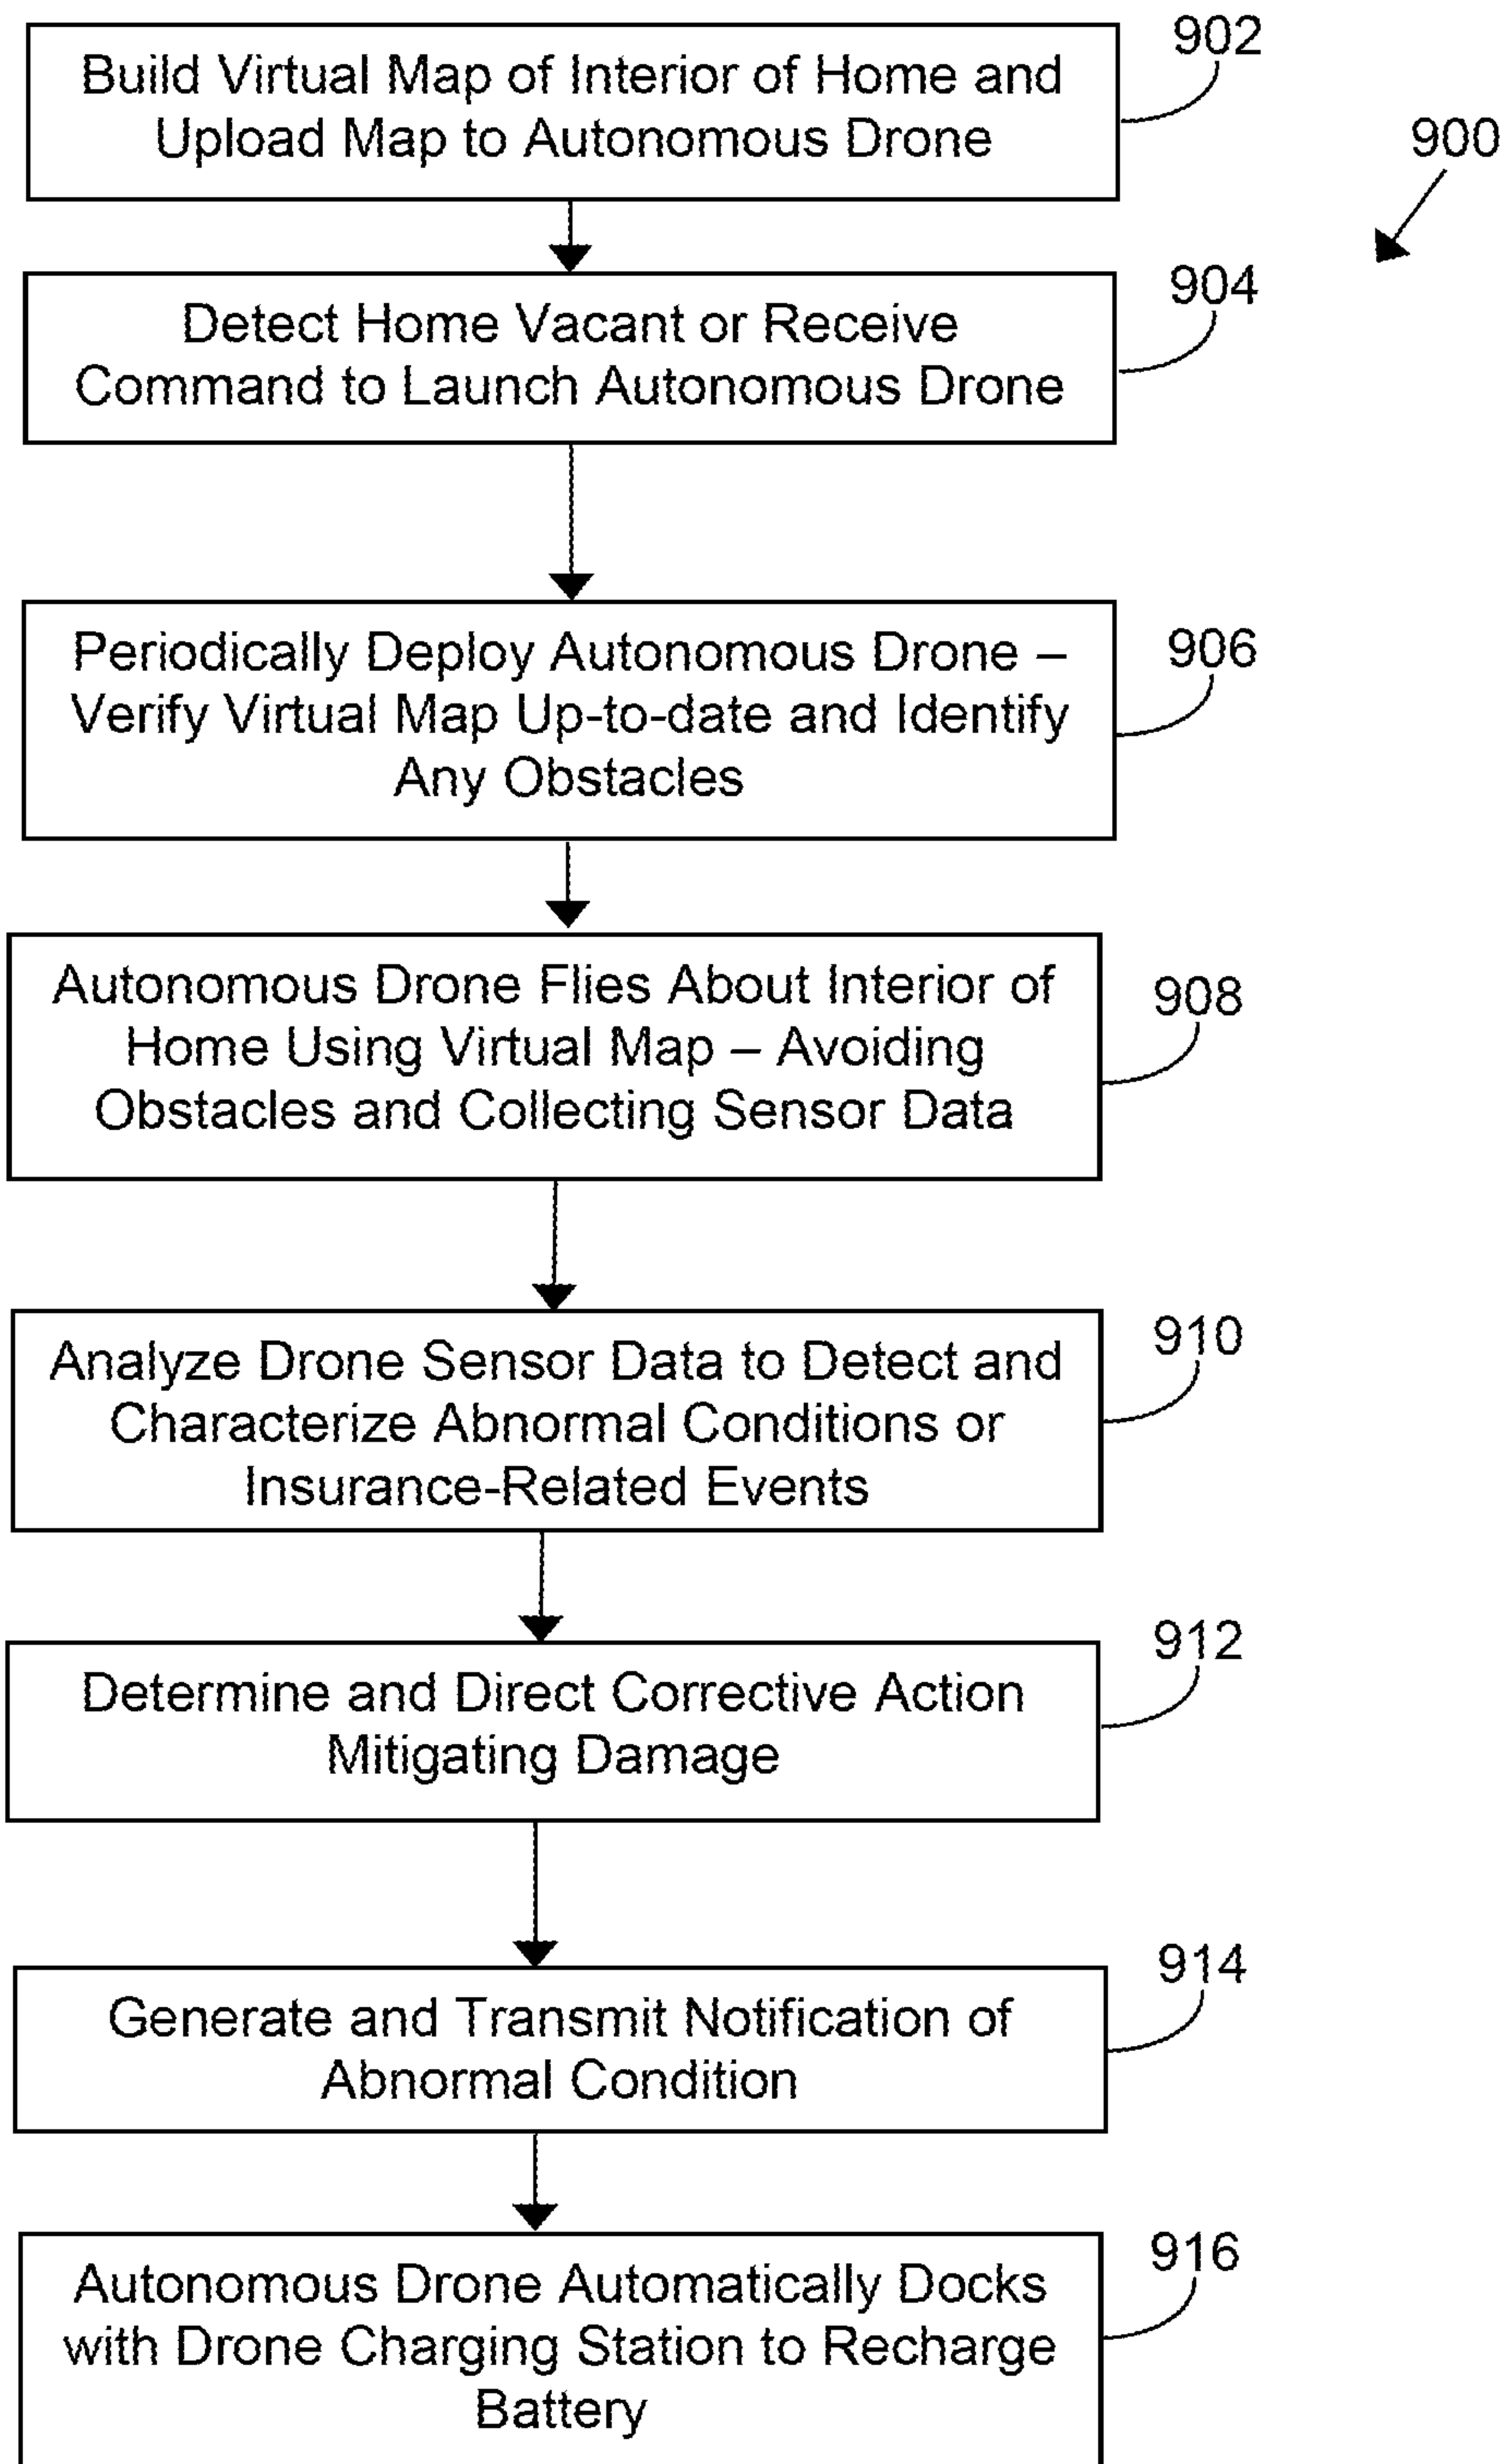 902
Build Virtual Map of Interior of Home and
Upload Map to Autonomous Drone
900
904
Detect Home Vacant or Receive
Command to Launch Autonomous Drone
906
Periodically Deploy Autonomous Drone –
Verify Virtual Map Up-to-date and Identify
Any Obstacles
908
Autonomous Drone Flies About Interior of
Home Using Virtual Map – Avoiding
Obstacles and Collecting Sensor Data
910
Analyze Drone Sensor Data to Detect and
Characterize Abnormal Conditions or
Insurance-Related Events
912
Determine and Direct Corrective Action
Mitigating Damage
914
Generate and Transmit Notification of
Abnormal Condition
916
Autonomous Drone Automatically Docks
with Drone Charging Station to Recharge
Battery